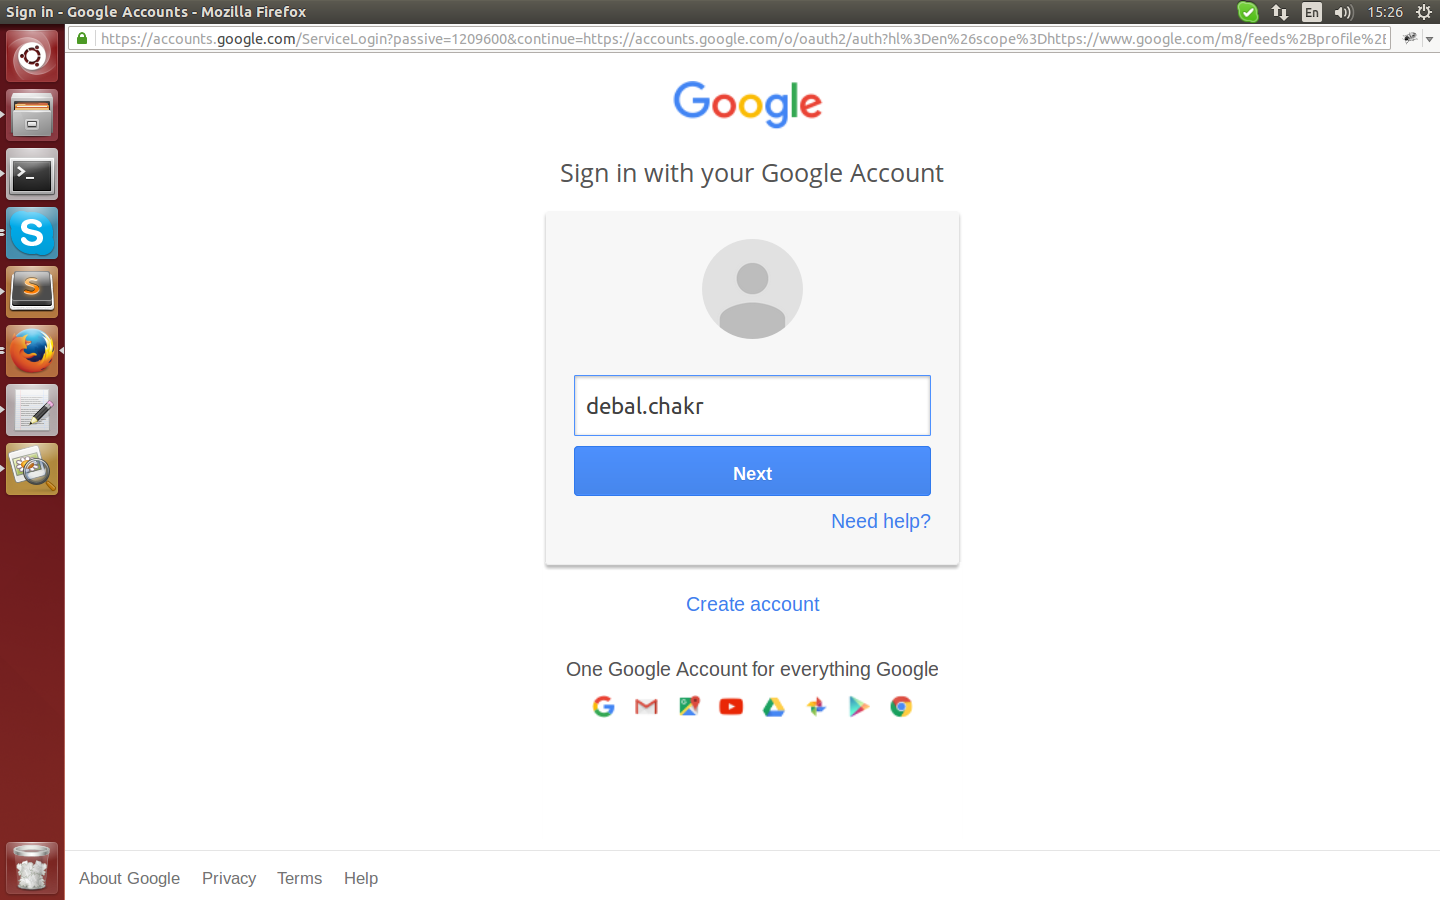 Sign in - Google Accounts - Mozilla Firefox
En
15:26
https://accounts.google.com/ServiceLogin?passive=1209600&continue=https://accounts.google.com/o/oauth2/auth?hl%3Den%26scope%3Dhttps://www.google.com/m8/feeds%2Bprofile%2E
Google
Sign in with your Google Account
debal.chakr
Next
Need help?
Create account
One Google Account for everything Google
About Google Privacy Terms Help